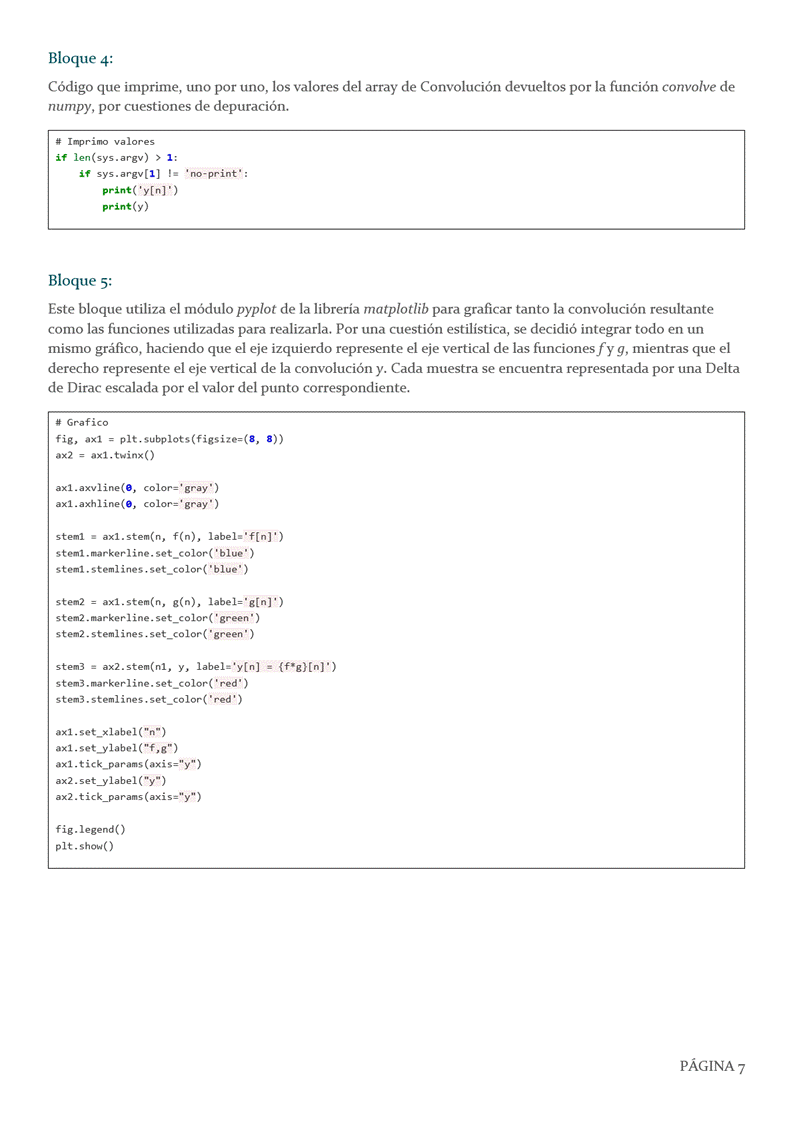 Bloque 4:
Código que imprime, uno por uno, los valores del array de Convolución devueltos por la función convolve de
numpy, por cuestiones de depuración.
# Imprimo valores
if len(sys.argv) > 1:
    if sys.argv[1] != 'no-print':
        print('y[n]')
        print(y)
Bloque 5:
Este bloque utiliza el módulo pyplot de la librería matplotlib para graficar tanto la convolución resultante
como las funciones utilizadas para realizarla. Por una cuestión estilística, se decidió integrar todo en un
mismo gráfico, haciendo que el eje izquierdo represente el eje vertical de las funciones f y g, mientras que el
derecho represente el eje vertical de la convolución y. Cada muestra se encuentra representada por una Delta
de Dirac escalada por el valor del punto correspondiente.
# Grafico
fig, ax1 = plt.subplots(figsize=(8, 8))
ax2 = ax1.twinx()
ax1.axvline(0, color='gray')
ax1.axhline(0, color='gray')
stem1 = ax1.stem(n, f(n), label='f[n]')
stem1.markerline.set_color('blue')
stem1.stemlines.set_color('blue')
stem2 = ax1.stem(n, g(n), label='g[n]')
stem2.markerline.set_color('green')
stem2.stemlines.set_color('green')
stem3 = ax2.stem(n1, y, label='y[n] = {f*g}[n]')
stem3.markerline.set_color('red')
stem3.stemlines.set_color('red')
ax1.set_xlabel("n")
ax1.set_ylabel("f,g")
ax1.tick_params(axis="y")
ax2.set_ylabel("y")
ax2.tick_params(axis="y")
fig.legend()
plt.show()
PÁGINA 7